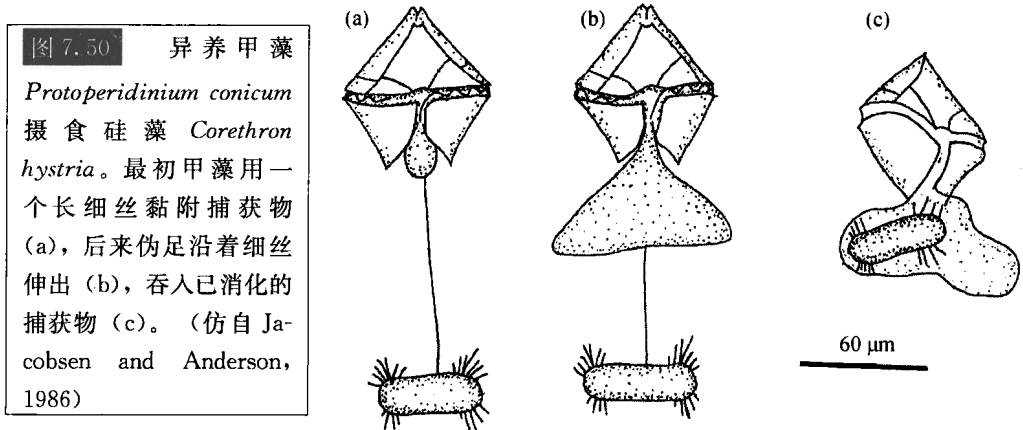 图 7.50 异养甲藻
Protoperidinium conicum
摄食硅藻 Corethron
hystria。最初甲藻用一
个长细丝黏附捕获物
(a)，后来伪足沿着细丝
伸出（b)，吞入已消化的
捕获物（c)。（仿自 Ja-
cobsen and Anderson,
1986)
(a)
(b)
(c)
60 μm